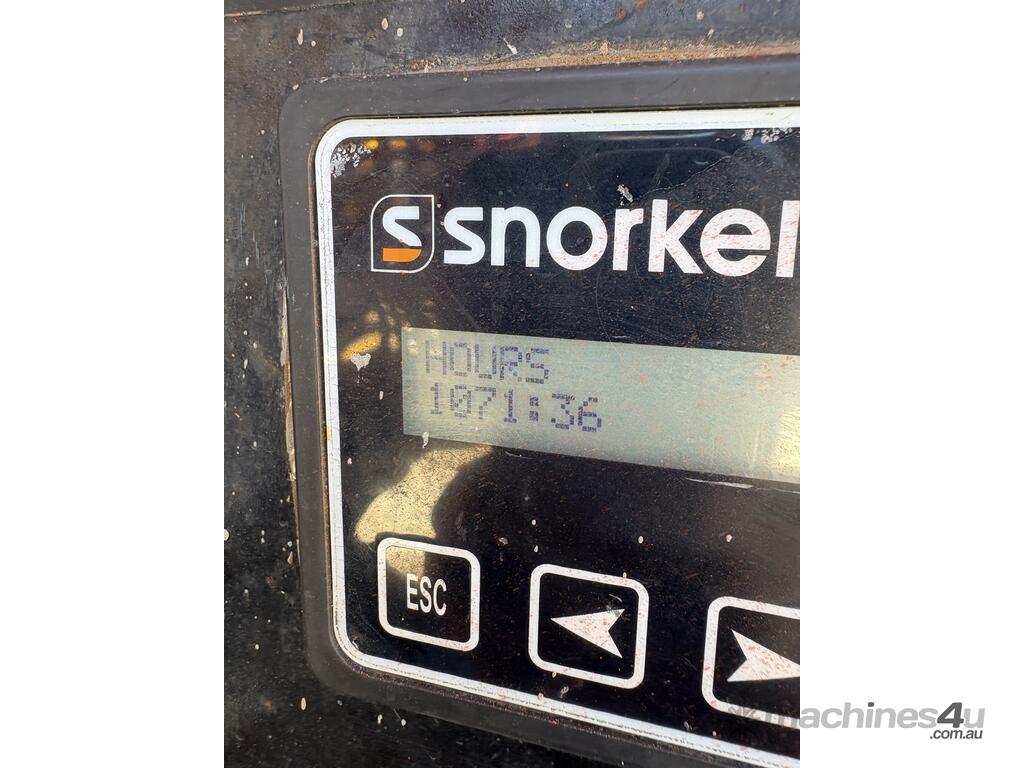 snorkel
HOURS
1071:36
ESC
machines4u
.com.au